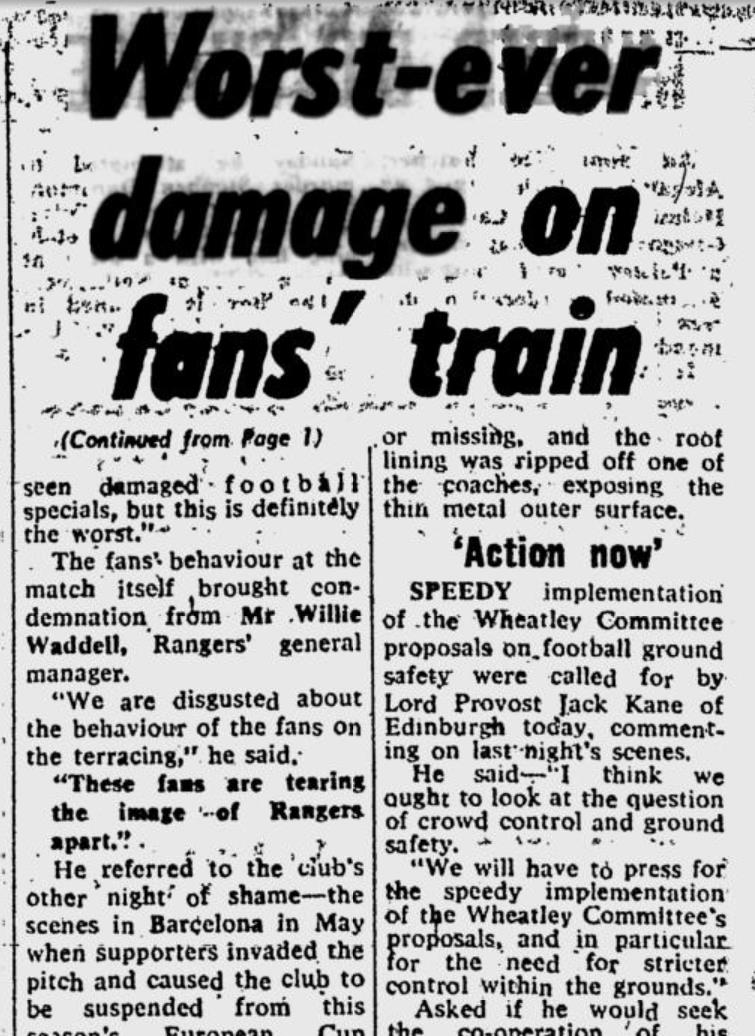 Worst-ever
damage on
fans' train
(Continued from Page 1)
seen damaged football
specials, but this is definitely
the worst."
The fans' behaviour at the
match itself brought con-
demnation from Mr Willie
Waddell, Rangers' general
manager.
"We are disgusted about
the behaviour of the fans on
the terracing," he said.
"These fans are tearing
the image of Rangers
apart."
He referred to the club's
other night of shame—the
scenes in Barcelona in May
when supporters invaded the
pitch and caused the club to
be suspended from this
season's European Cup
or missing, and the roof
lining was ripped off one of
the coaches, exposing the
thin metal outer surface.
'Action now'
SPEEDY implementation
of the Wheatley Committee
proposals on football ground
safety were called for by
Lord Provost Jack Kane of
Edinburgh today, comment-
ing on last night's scenes.
He said—"I think we
ought to look at the question
of crowd control and ground
safety.
"We will have to press for
the speedy implementation
of the Wheatley Committee's
proposals, and in particular
for the need for stricter
control within the grounds."
Asked if he would seek
the co-operation of his